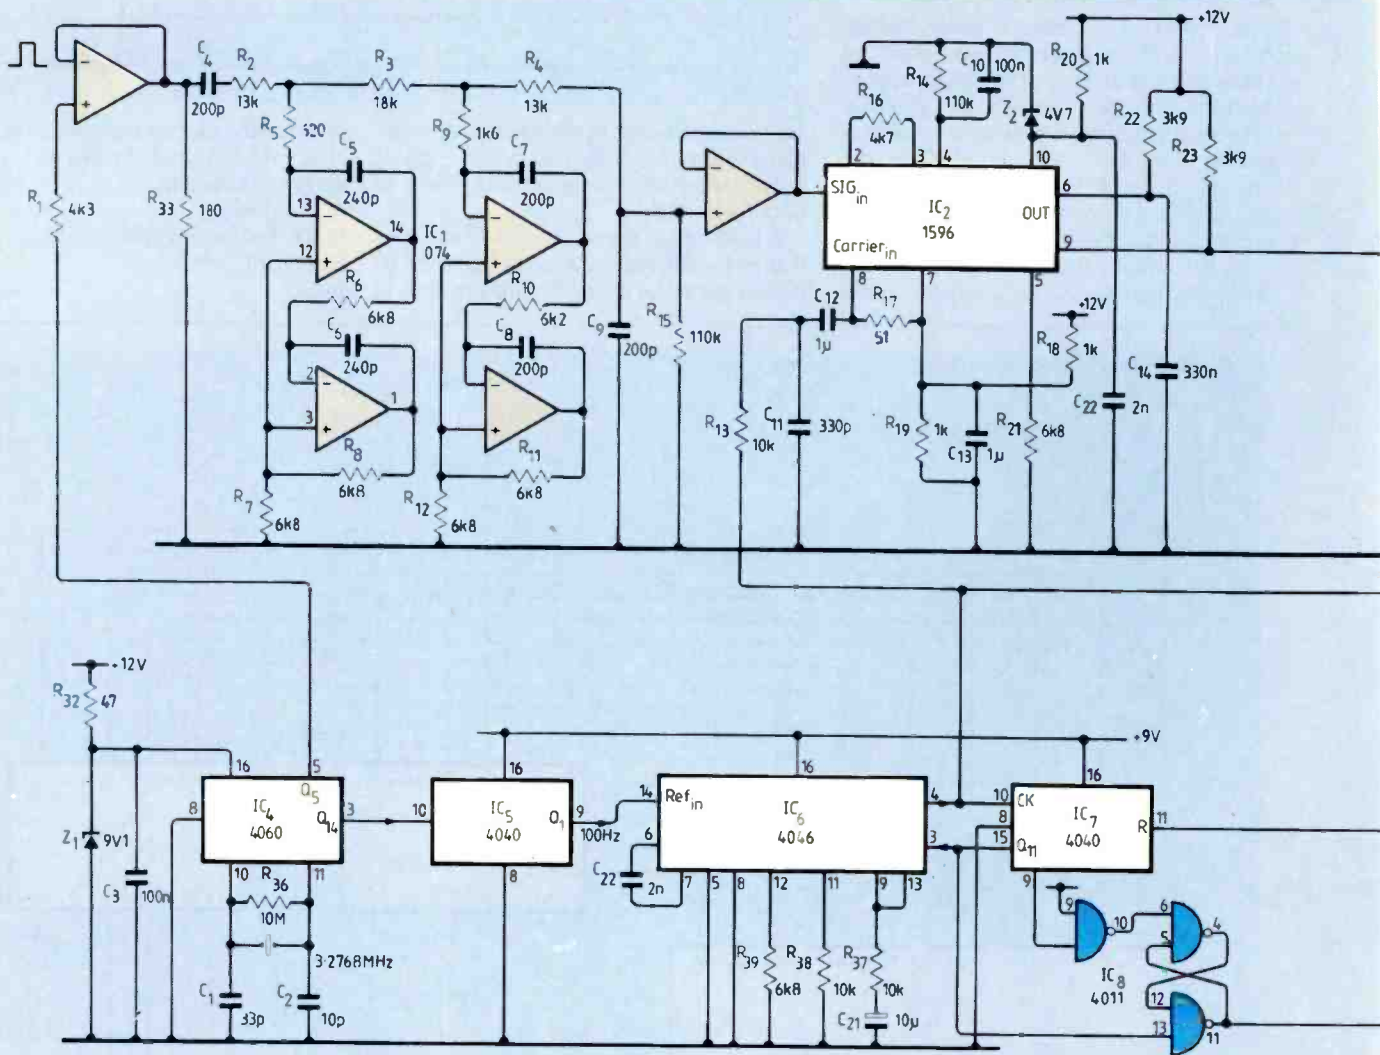 +12V
C4
200p
R2
13k
R3
18k
R4
13k
R5
R9
1k6
C5
240p
C7
200p
R1
4k3
R33
180
13
12
14
IC1
074
R6
6k8
R10
6k2
C6
240p
C8
200p
2
3
1
R8
6k8
R11
6k8
R7
6k8
R12
6k8
C9
200p
R15
110k
R14
110k
C10
100n
Z2
4V7
R20
1k
R22
3k9
R23
3k9
R16
4k7
2
3
4
10
SIGin
IC2
1596
OUT
Carrierin
6
9
8
7
5
C12
1µ
R17
51
+12V
R18
1k
R13
10k
C11
330p
R19
1k
C13
1µ
R21
6k8
C22
2n
C14
330n
+12V
R32
47
Z1
9V1
C3
100n
16
5
8
Q5
IC4
4060
Q14
3
10
11
R36
10M
3·2768MHz
C1
33p
C2
10p
16
10
IC5
4040
Q1
9
100Hz
8
+9V
16
14
Refin
IC6
4046
4
3
6
C22
2n
7
5
8
12
11
9
13
R39
6k8
R38
10k
R37
10k
C21
10µ
16
10
CK
8
15
Q11
IC7
4040
R
11
9
9
10
6
5
4
IC8
4011
12
13
11